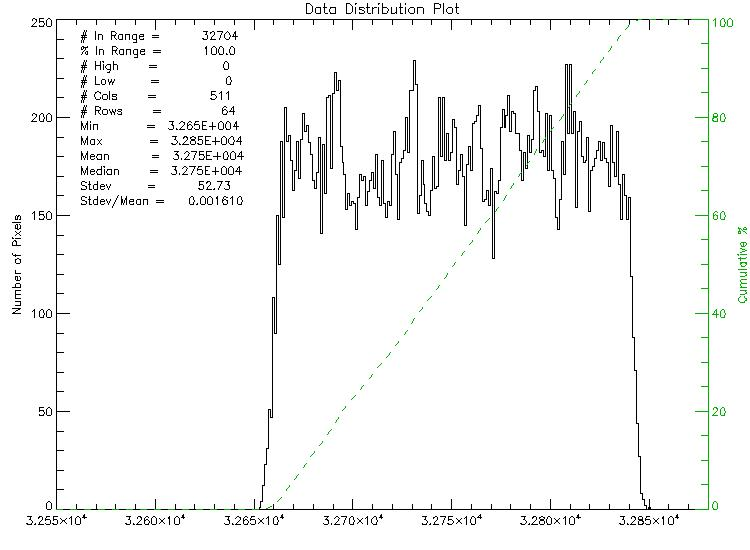 Data Distribution Plot
# In Range = 32704
% In Range = 100.0
# High = 0
# Low = 0
# Cols = 511
# Rows = 64
Min = 3.265E+004
Max = 3.285E+004
Mean = 3.275E+004
Median = 3.275E+004
Stdev = 52.73
Stdev/Mean = 0.001610
250
200
150
100
50
0
Number of Pixels
100
80
60
40
20
0
Cumulative %
3.255×10⁴ 3.260×10⁴ 3.265×10⁴ 3.270×10⁴ 3.275×10⁴ 3.280×10⁴ 3.285×10⁴